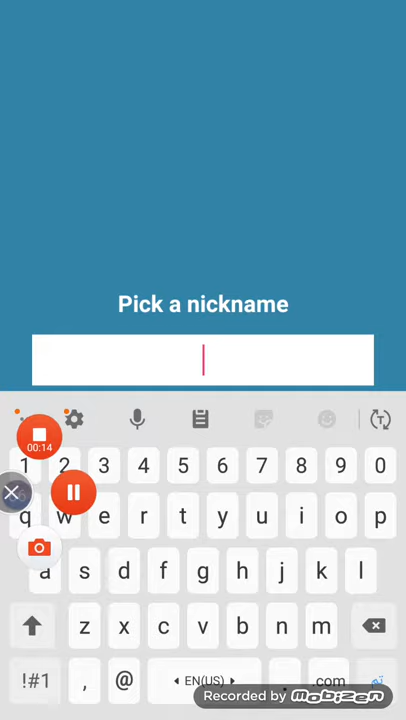 Pick a nickname
00:14
1 2 3 4 5 6 7 8 9 0
q w e r t y u i o p
a s d f g h j k l
z x c v b n m
!#1 , @ EN(US) . .com تم
Recorded by mobizen